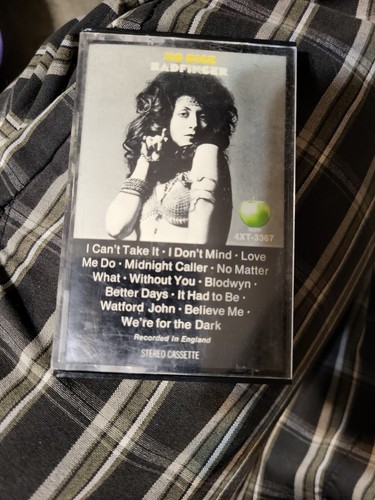 NO DICE
BADFINGER
4XT-3367
I Can't Take It · I Don't Mind · Love
Me Do · Midnight Caller · No Matter
What · Without You · Blodwyn ·
Better Days · It Had to Be ·
Watford John · Believe Me ·
We're for the Dark
Recorded in England
STEREO CASSETTE